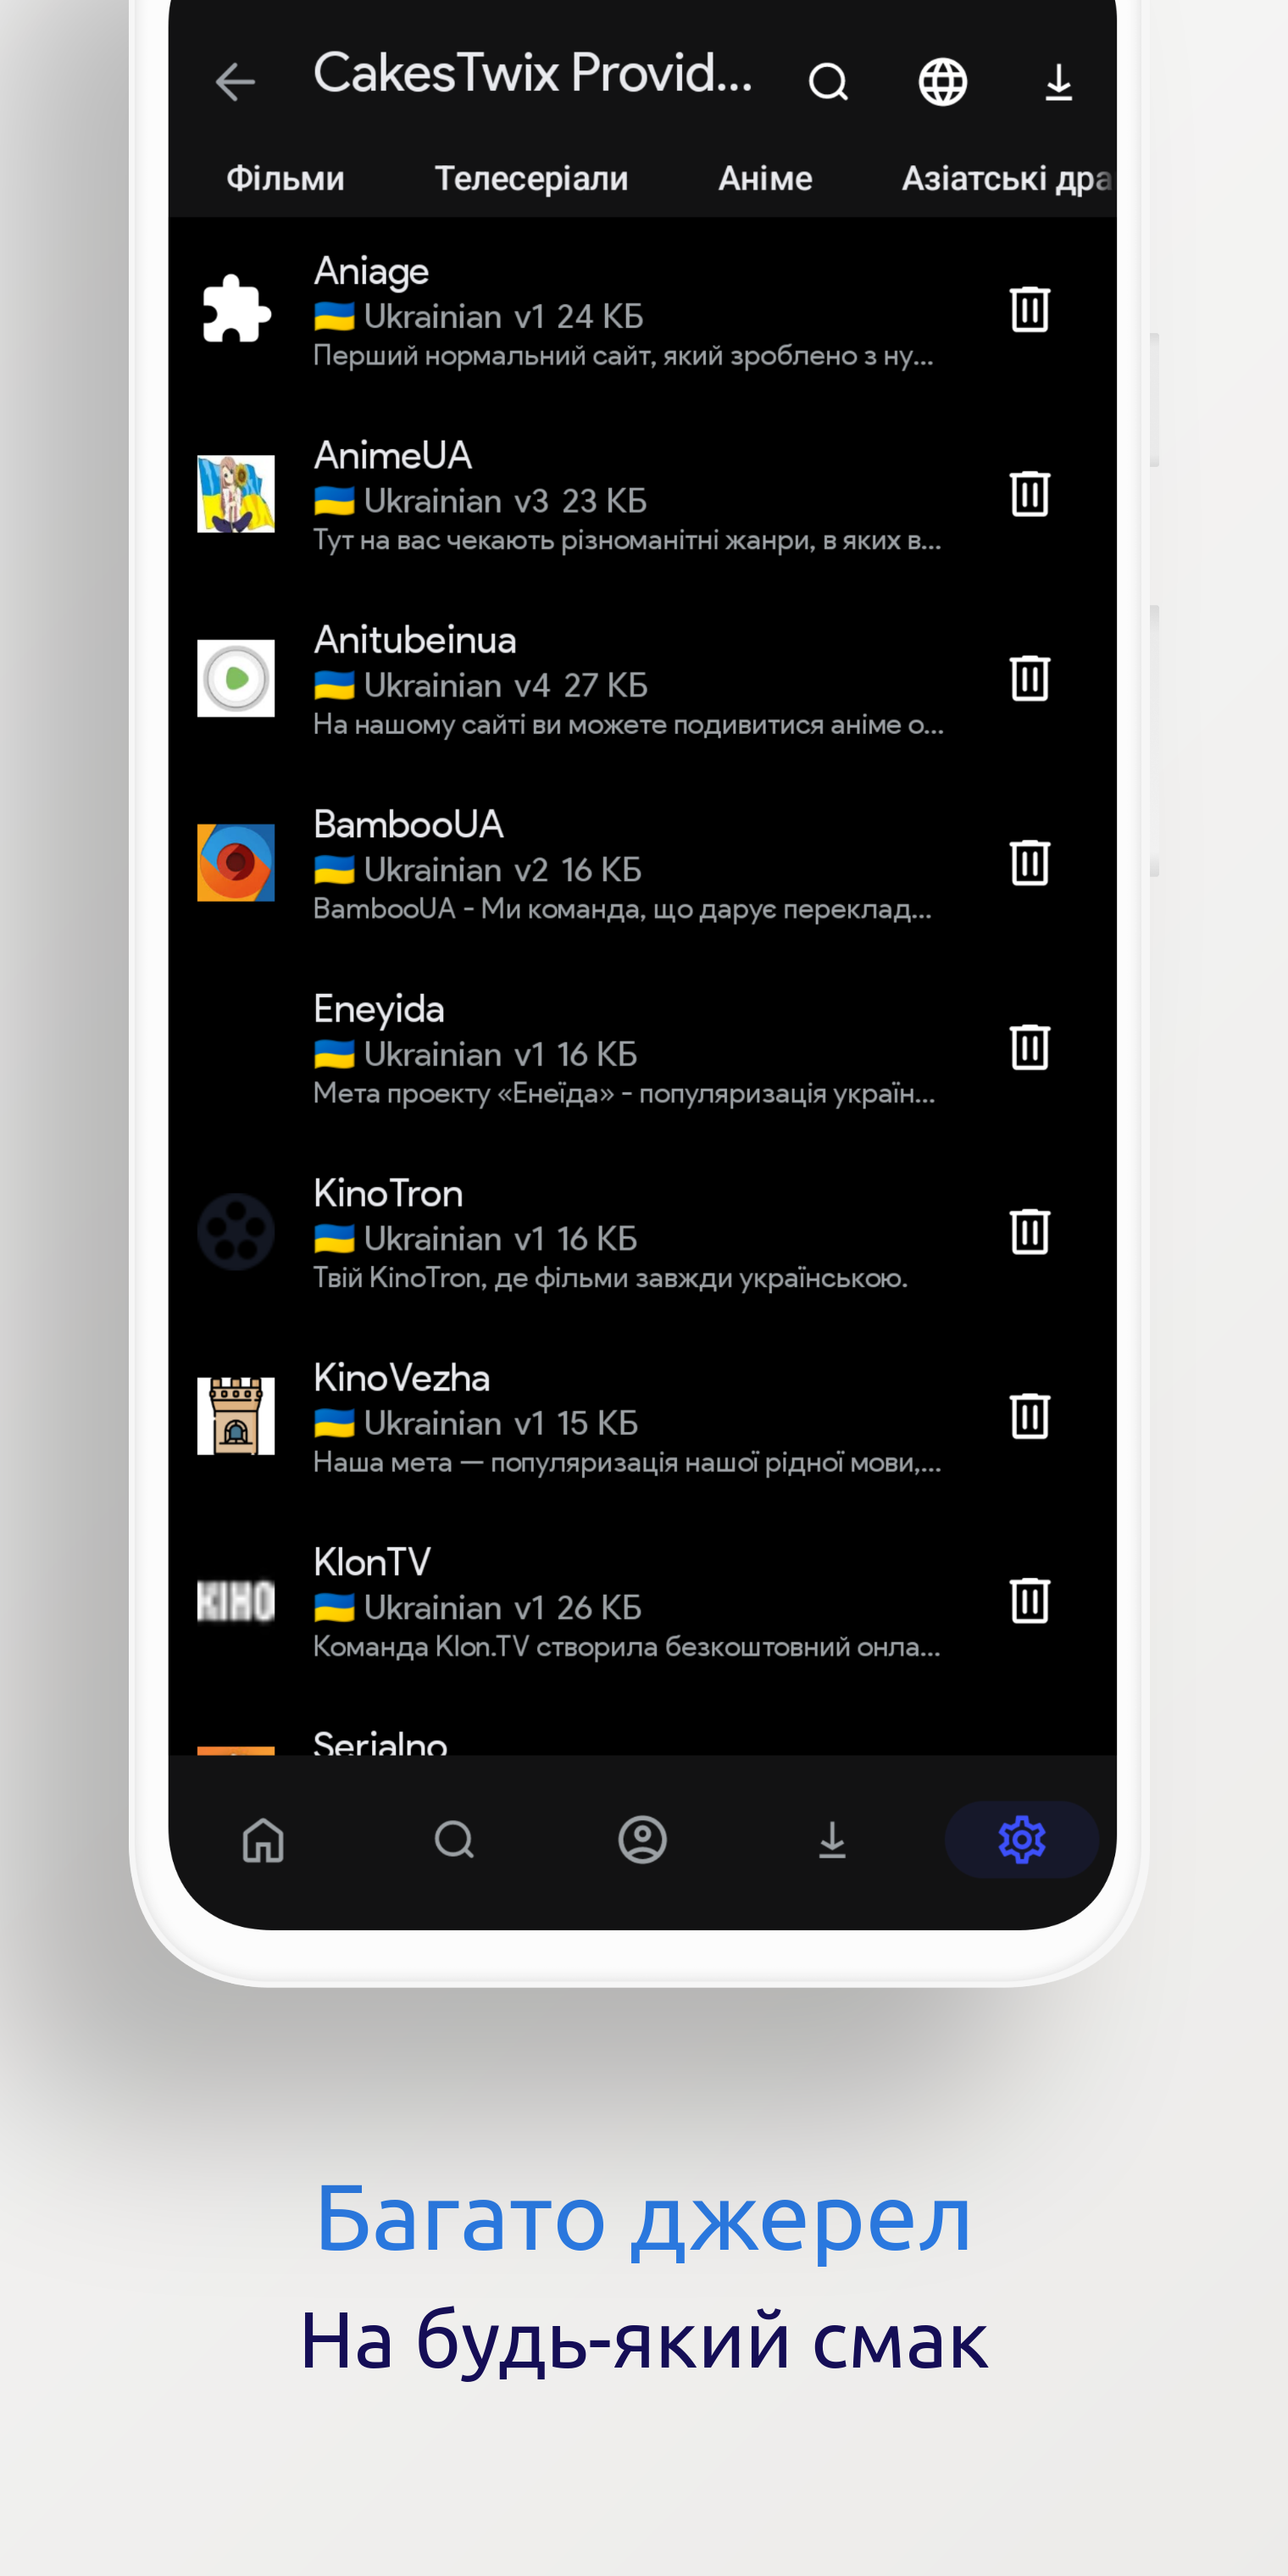 CakesTwix Provid...
Фільми Телесеріали Аніме Азіатські дра
Aniage
Ukrainian v1 24 КБ
Перший нормальний сайт, який зроблено з ну...
AnimeUA
Ukrainian v3 23 КБ
Тут на вас чекають різноманітні жанри, в яких в...
Anitubeinua
Ukrainian v4 27 КБ
На нашому сайті ви можете подивитися аніме о...
BambooUA
Ukrainian v2 16 КБ
BambooUA - Ми команда, що дарує переклад...
Eneyida
Ukrainian v1 16 КБ
Мета проекту «Енеїда» - популяризація україн...
KinoTron
Ukrainian v1 16 КБ
Твій KinoTron, де фільми завжди українською.
KinoVezha
Ukrainian v1 15 КБ
Наша мета — популяризація нашої рідної мови,...
KlonTV
КІНО
Ukrainian v1 26 КБ
Команда Klon.TV створила безкоштовний онла...
Serialno
Багато джерел
На будь-який смак